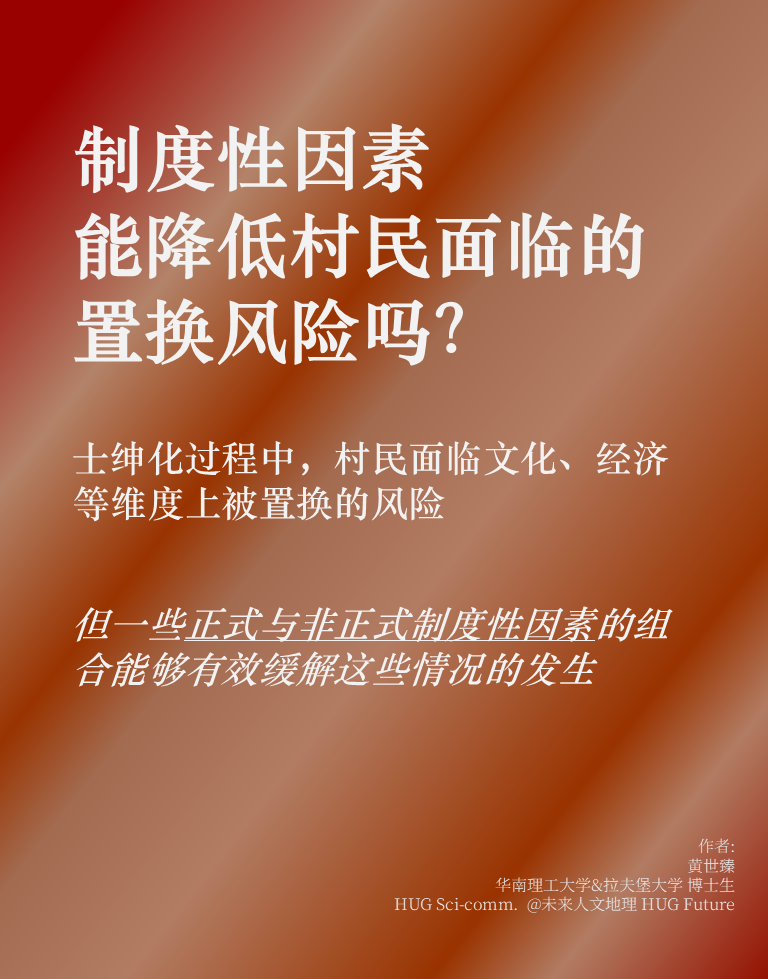 制度性因素
能降低村民面临的
置换风险吗?
士绅化过程中，村民面临文化、经济
等维度上被置换的风险
但一些正式与非正式制度性因素的组
合能够有效缓解这些情况的发生
作者:
黄世臻
华南理工大学&拉夫堡大学 博士生
HUG Sci-comm. @未来人文地理 HUG Future